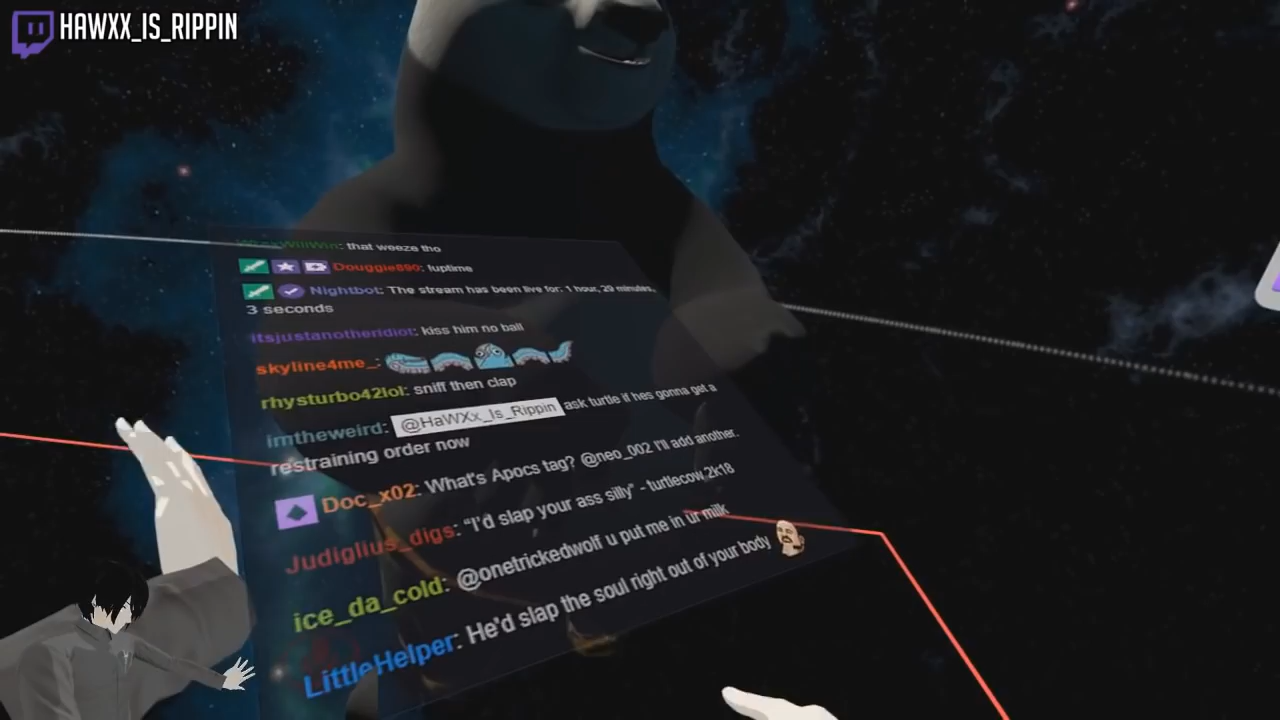 HAWXX_IS_RIPPIN
: that weeze tho
Douggie890: !uptime
Nightbot: The stream has been live for: 1 hour, 29 minutes,
3 seconds
itsjustanotheridiot: kiss him no ball
skyline4me_:
rhysturbo42lol: sniff then clap
imtheweird: @HaWXx_Is_Rippin ask turtle if hes gonna get a
restraining order now
Doc_x02: What's Apocs tag? @neo_002 I'll add another.
Judiglius_digs: “I'd slap your ass silly” - turtlecow 2k18
ice_da_cold: @onetrickedwolf u put me in ur milk
LittleHelper: He'd slap the soul right out of your body